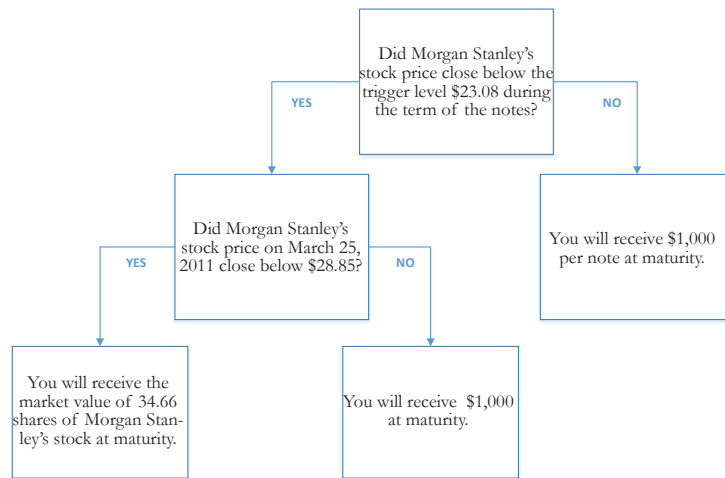 Did Morgan Stanley's
stock price close below the
trigger level $23.08 during
the term of the notes?
YES
NO
Did Morgan Stanley's
stock price on March 25,
2011 close below $28.85?
You will receive $1,000
per note at maturity.
YES
NO
You will receive the
market value of 34.66
shares of Morgan Stan-
ley's stock at maturity.
You will receive $1,000
at maturity.